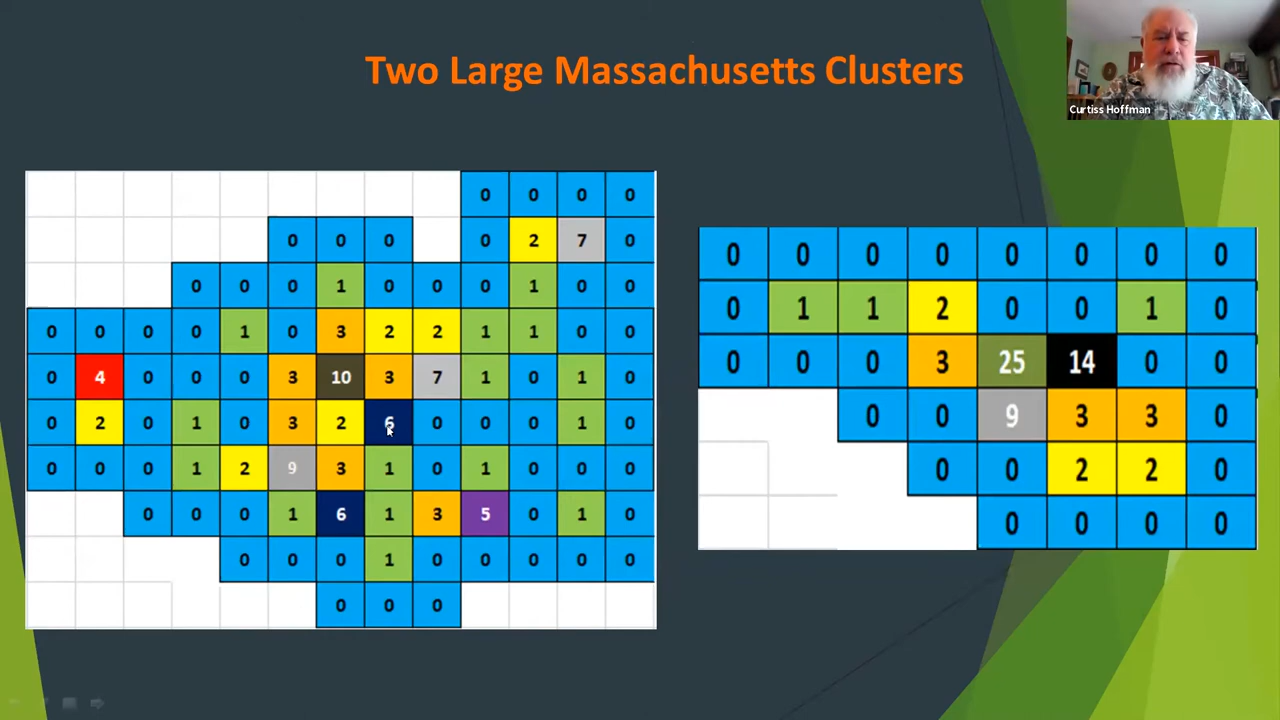 Two Large Massachusetts Clusters
Curtiss Hoffman
0 0 0 0
0 0 0 0 2 7 0
0 0 0 1 0 0 0 1 0 0
0 0 0 0 1 0 3 2 2 1 1 0 0
0 4 0 0 0 3 10 3 7 1 0 1 0
0 2 0 1 0 3 2 6 0 0 0 1 0
0 0 0 1 2 9 3 1 0 1 0 0 0
0 0 0 1 6 1 3 5 0 1 0
0 0 0 1 0 0 0 0 0
0 0 0
0 0 0 0 0 0 0 0
0 1 1 2 0 0 1 0
0 0 0 3 25 14 0 0
0 0 9 3 3 0
0 0 2 2 0
0 0 0 0